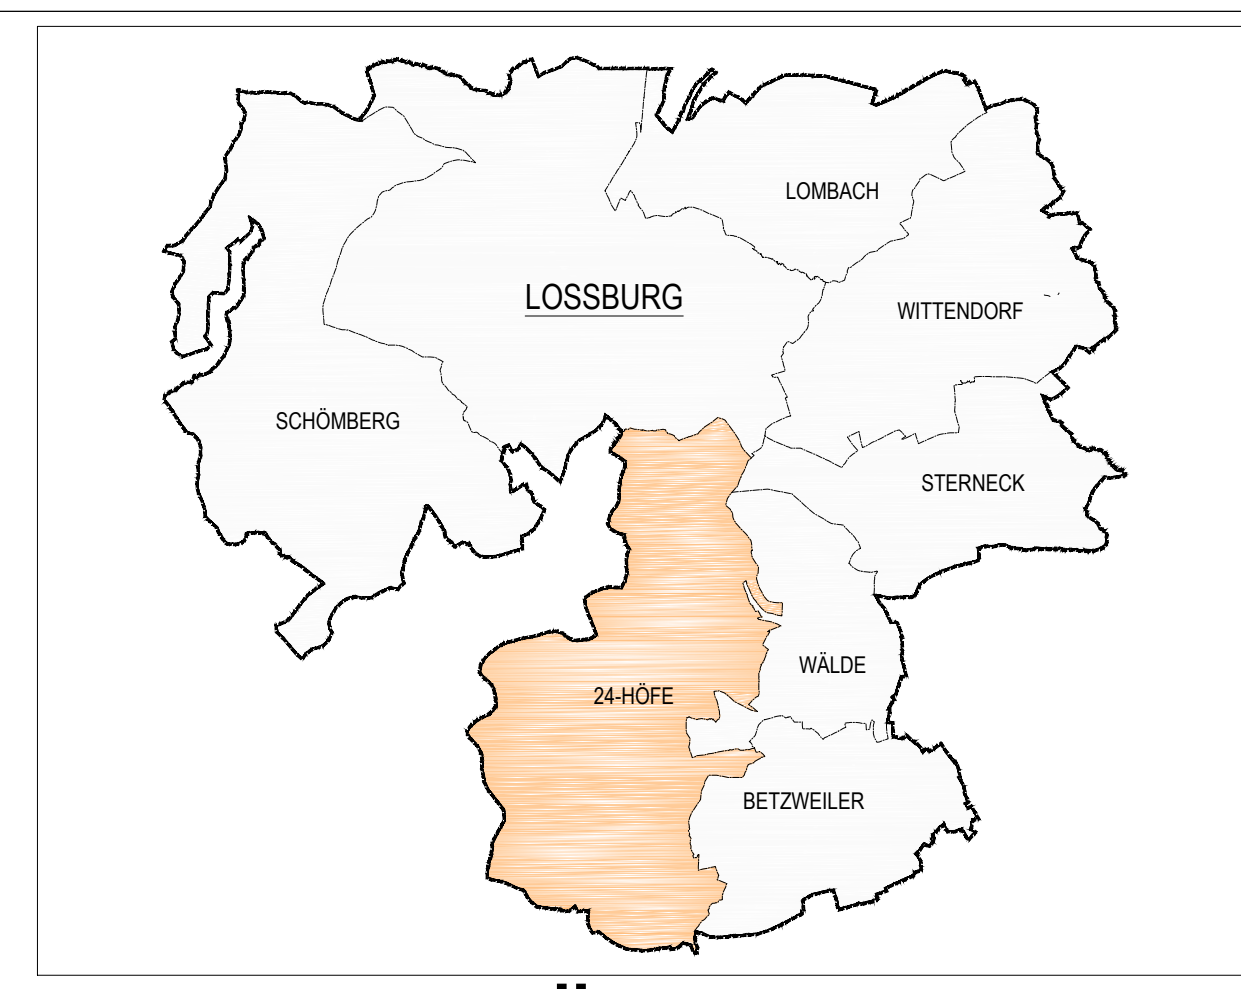 LOMBACH
LOSSBURG
WITTENDORF
SCHÖMBERG
STERNECK
WÄLDE
24-HÖFE
BETZWEILER